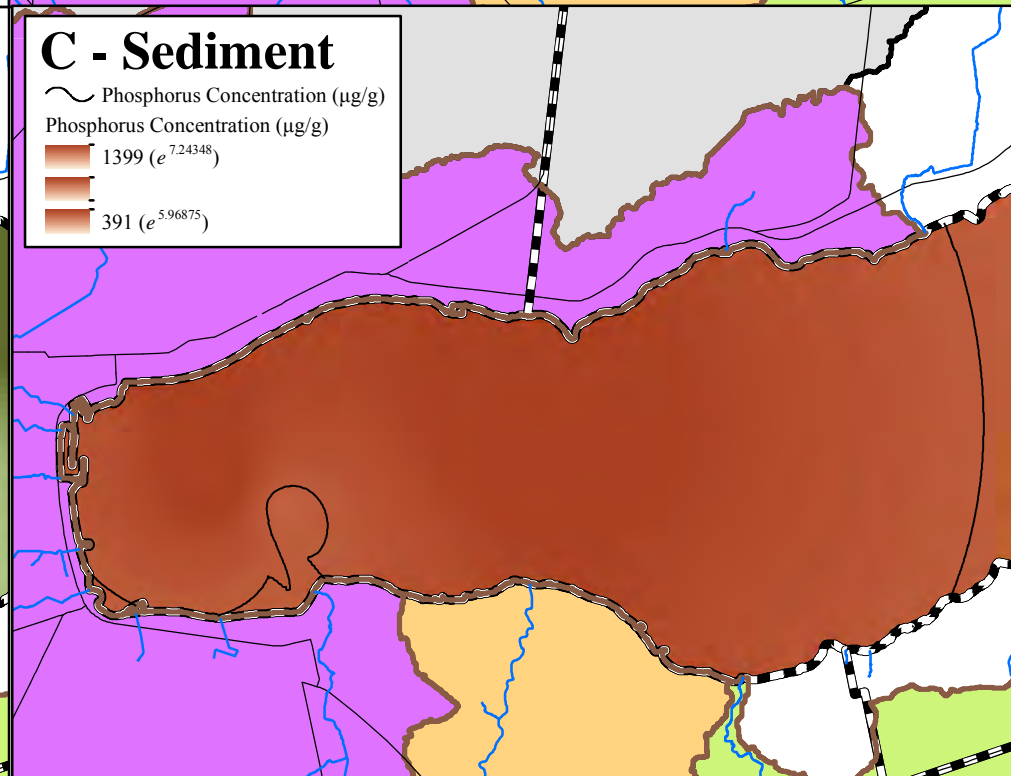 C - Sediment
Phosphorus Concentration (µg/g)
Phosphorus Concentration (µg/g)
1399 (e^7.24348)
391 (e^5.96875)